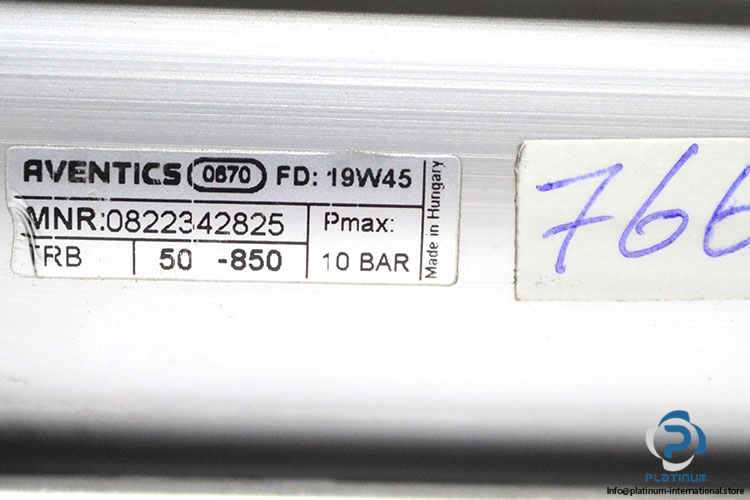 AVENTICS 0670 FD: 19W45
MNR:0822342825
Pmax:
TRB 50 -850
10 BAR
Made in Hungary
766
PLATINUM
Info@platinum-international.store